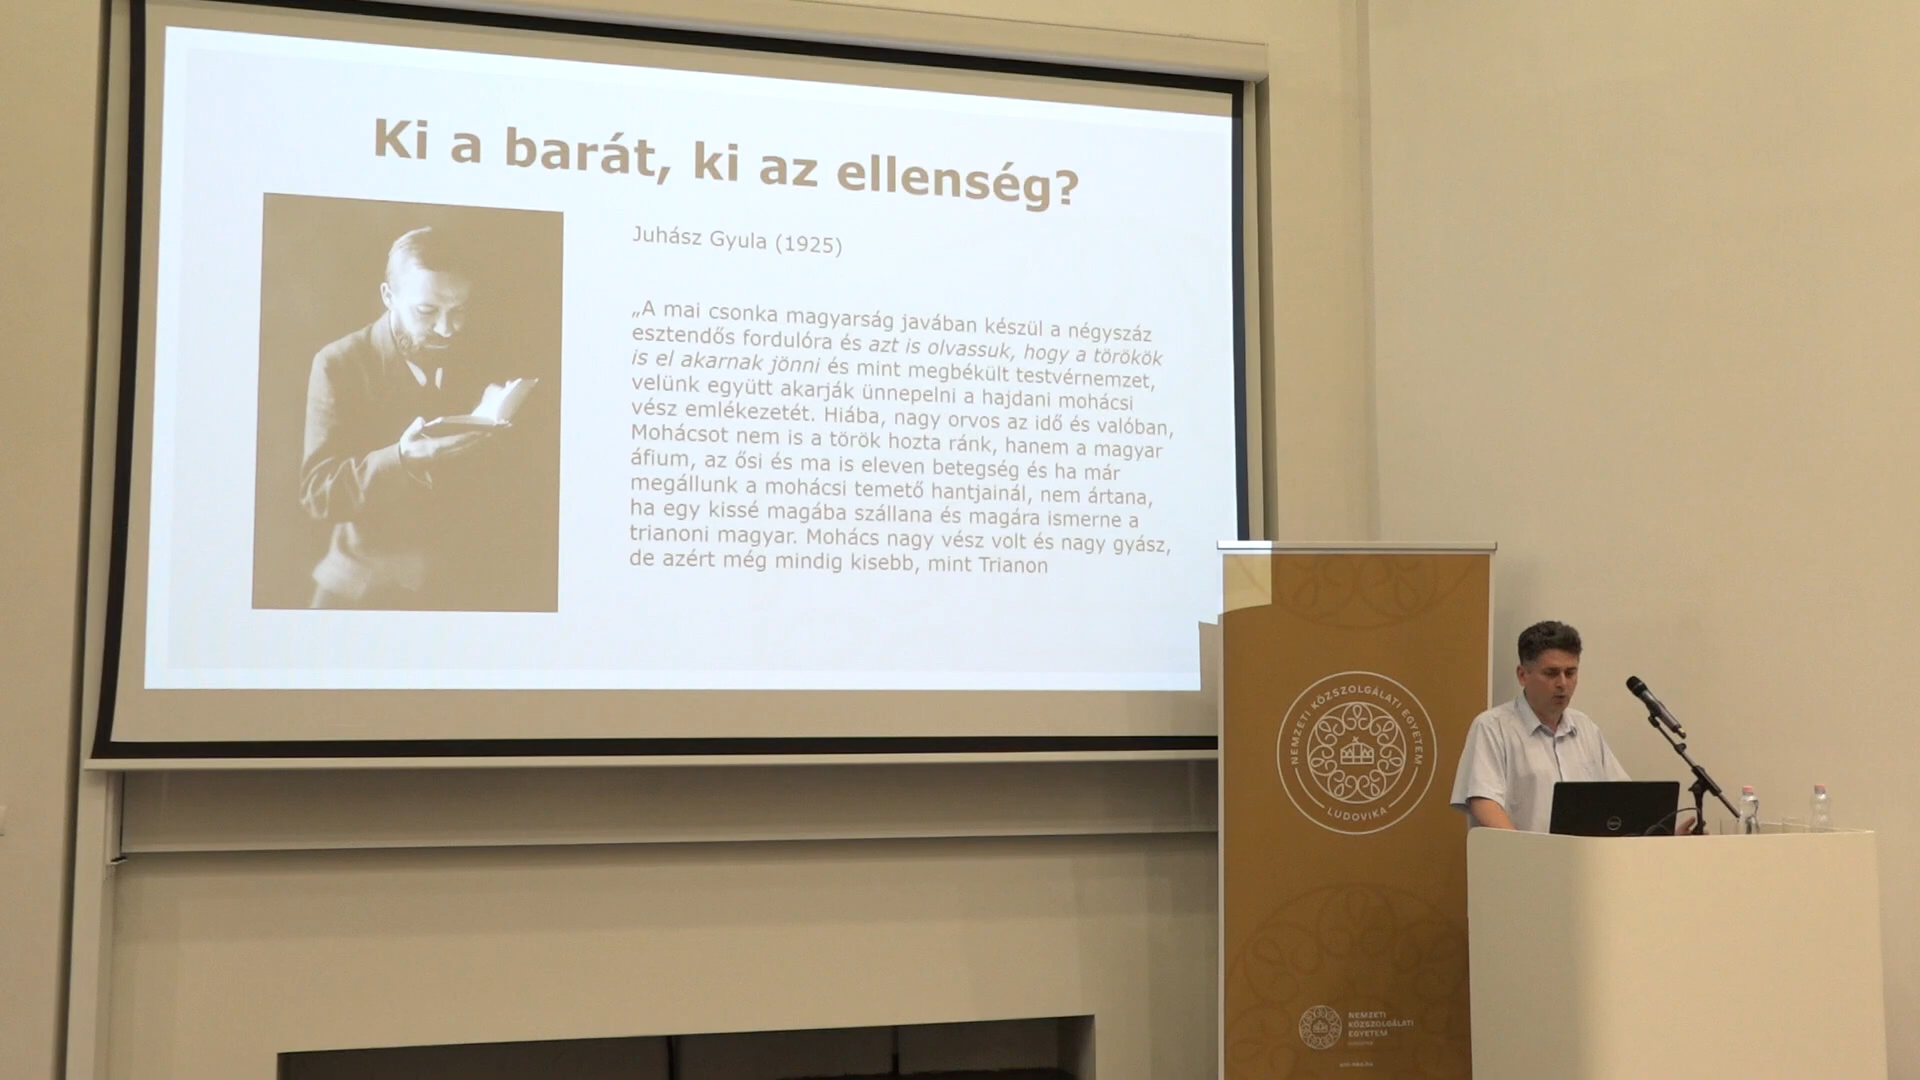 Ki a barát, ki az ellenség?
Juhász Gyula (1925)
„A mai csonka magyarság javában készül a négyszáz
esztendős fordulóra és azt is olvassuk, hogy a törökök
is el akarnak jönni és mint megbékült testvérnemzet,
velünk együtt akarják ünnepelni a hajdani mohácsi
vész emlékezetét. Hiába, nagy orvos az idő és valóban,
Mohácsot nem is a török hozta ránk, hanem a magyar
áfium, az ősi és ma is eleven betegség és ha már
megállunk a mohácsi temető hantjainál, nem ártana,
ha egy kissé magába szállana és magára ismerne a
trianoni magyar. Mohács nagy vész volt és nagy gyász,
de azért még mindig kisebb, mint Trianon
NEMZETI KÖZSZOLGÁLATI EGYETEM
LUDOVIKA
NEMZETI
KÖZSZOLGÁLATI
EGYETEM
DELL